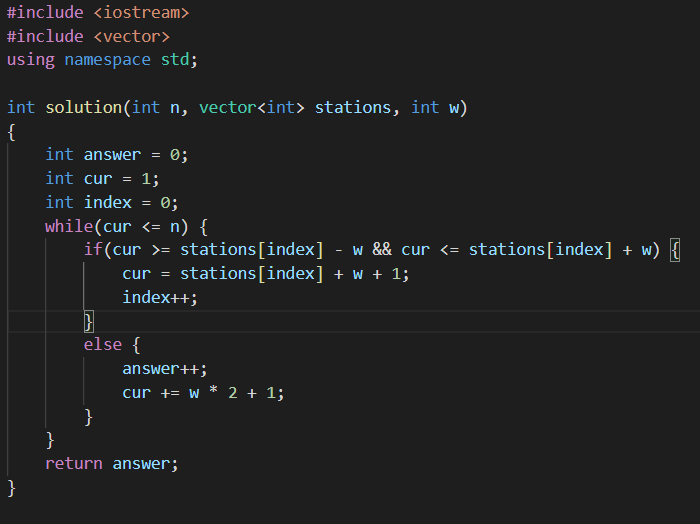 #include <iostream>
#include <vector>
using namespace std;
int solution(int n, vector<int> stations, int w)
{
int answer = 0;
int cur = 1;
int index = 0;
while(cur <= n) {
if(cur >= stations[index] - w && cur <= stations[index] + w) {
cur = stations[index] + w + 1;
index++;
}
else {
answer++;
cur += w * 2 + 1;
}
}
return answer;
}